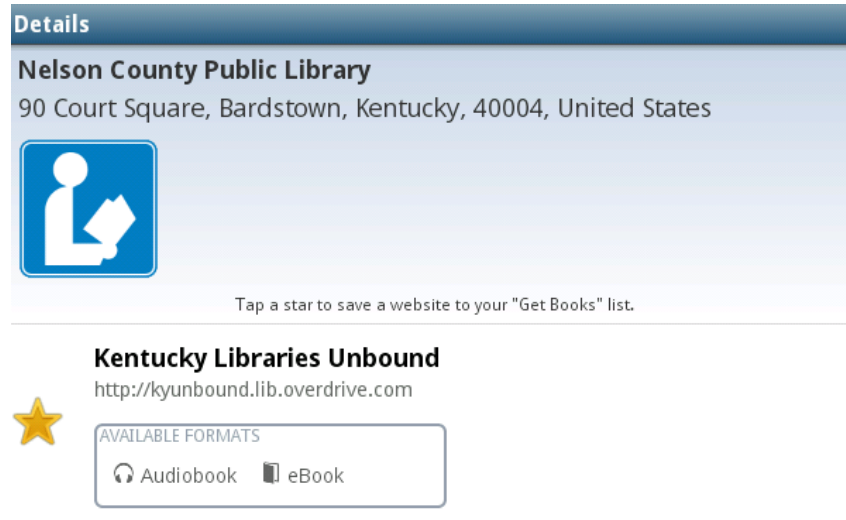 Details
Nelson County Public Library
90 Court Square, Bardstown, Kentucky, 40004, United States
Tap a star to save a website to your "Get Books" list.
Kentucky Libraries Unbound
http://kyunbound.lib.overdrive.com
AVAILABLE FORMATS
Audiobook eBook